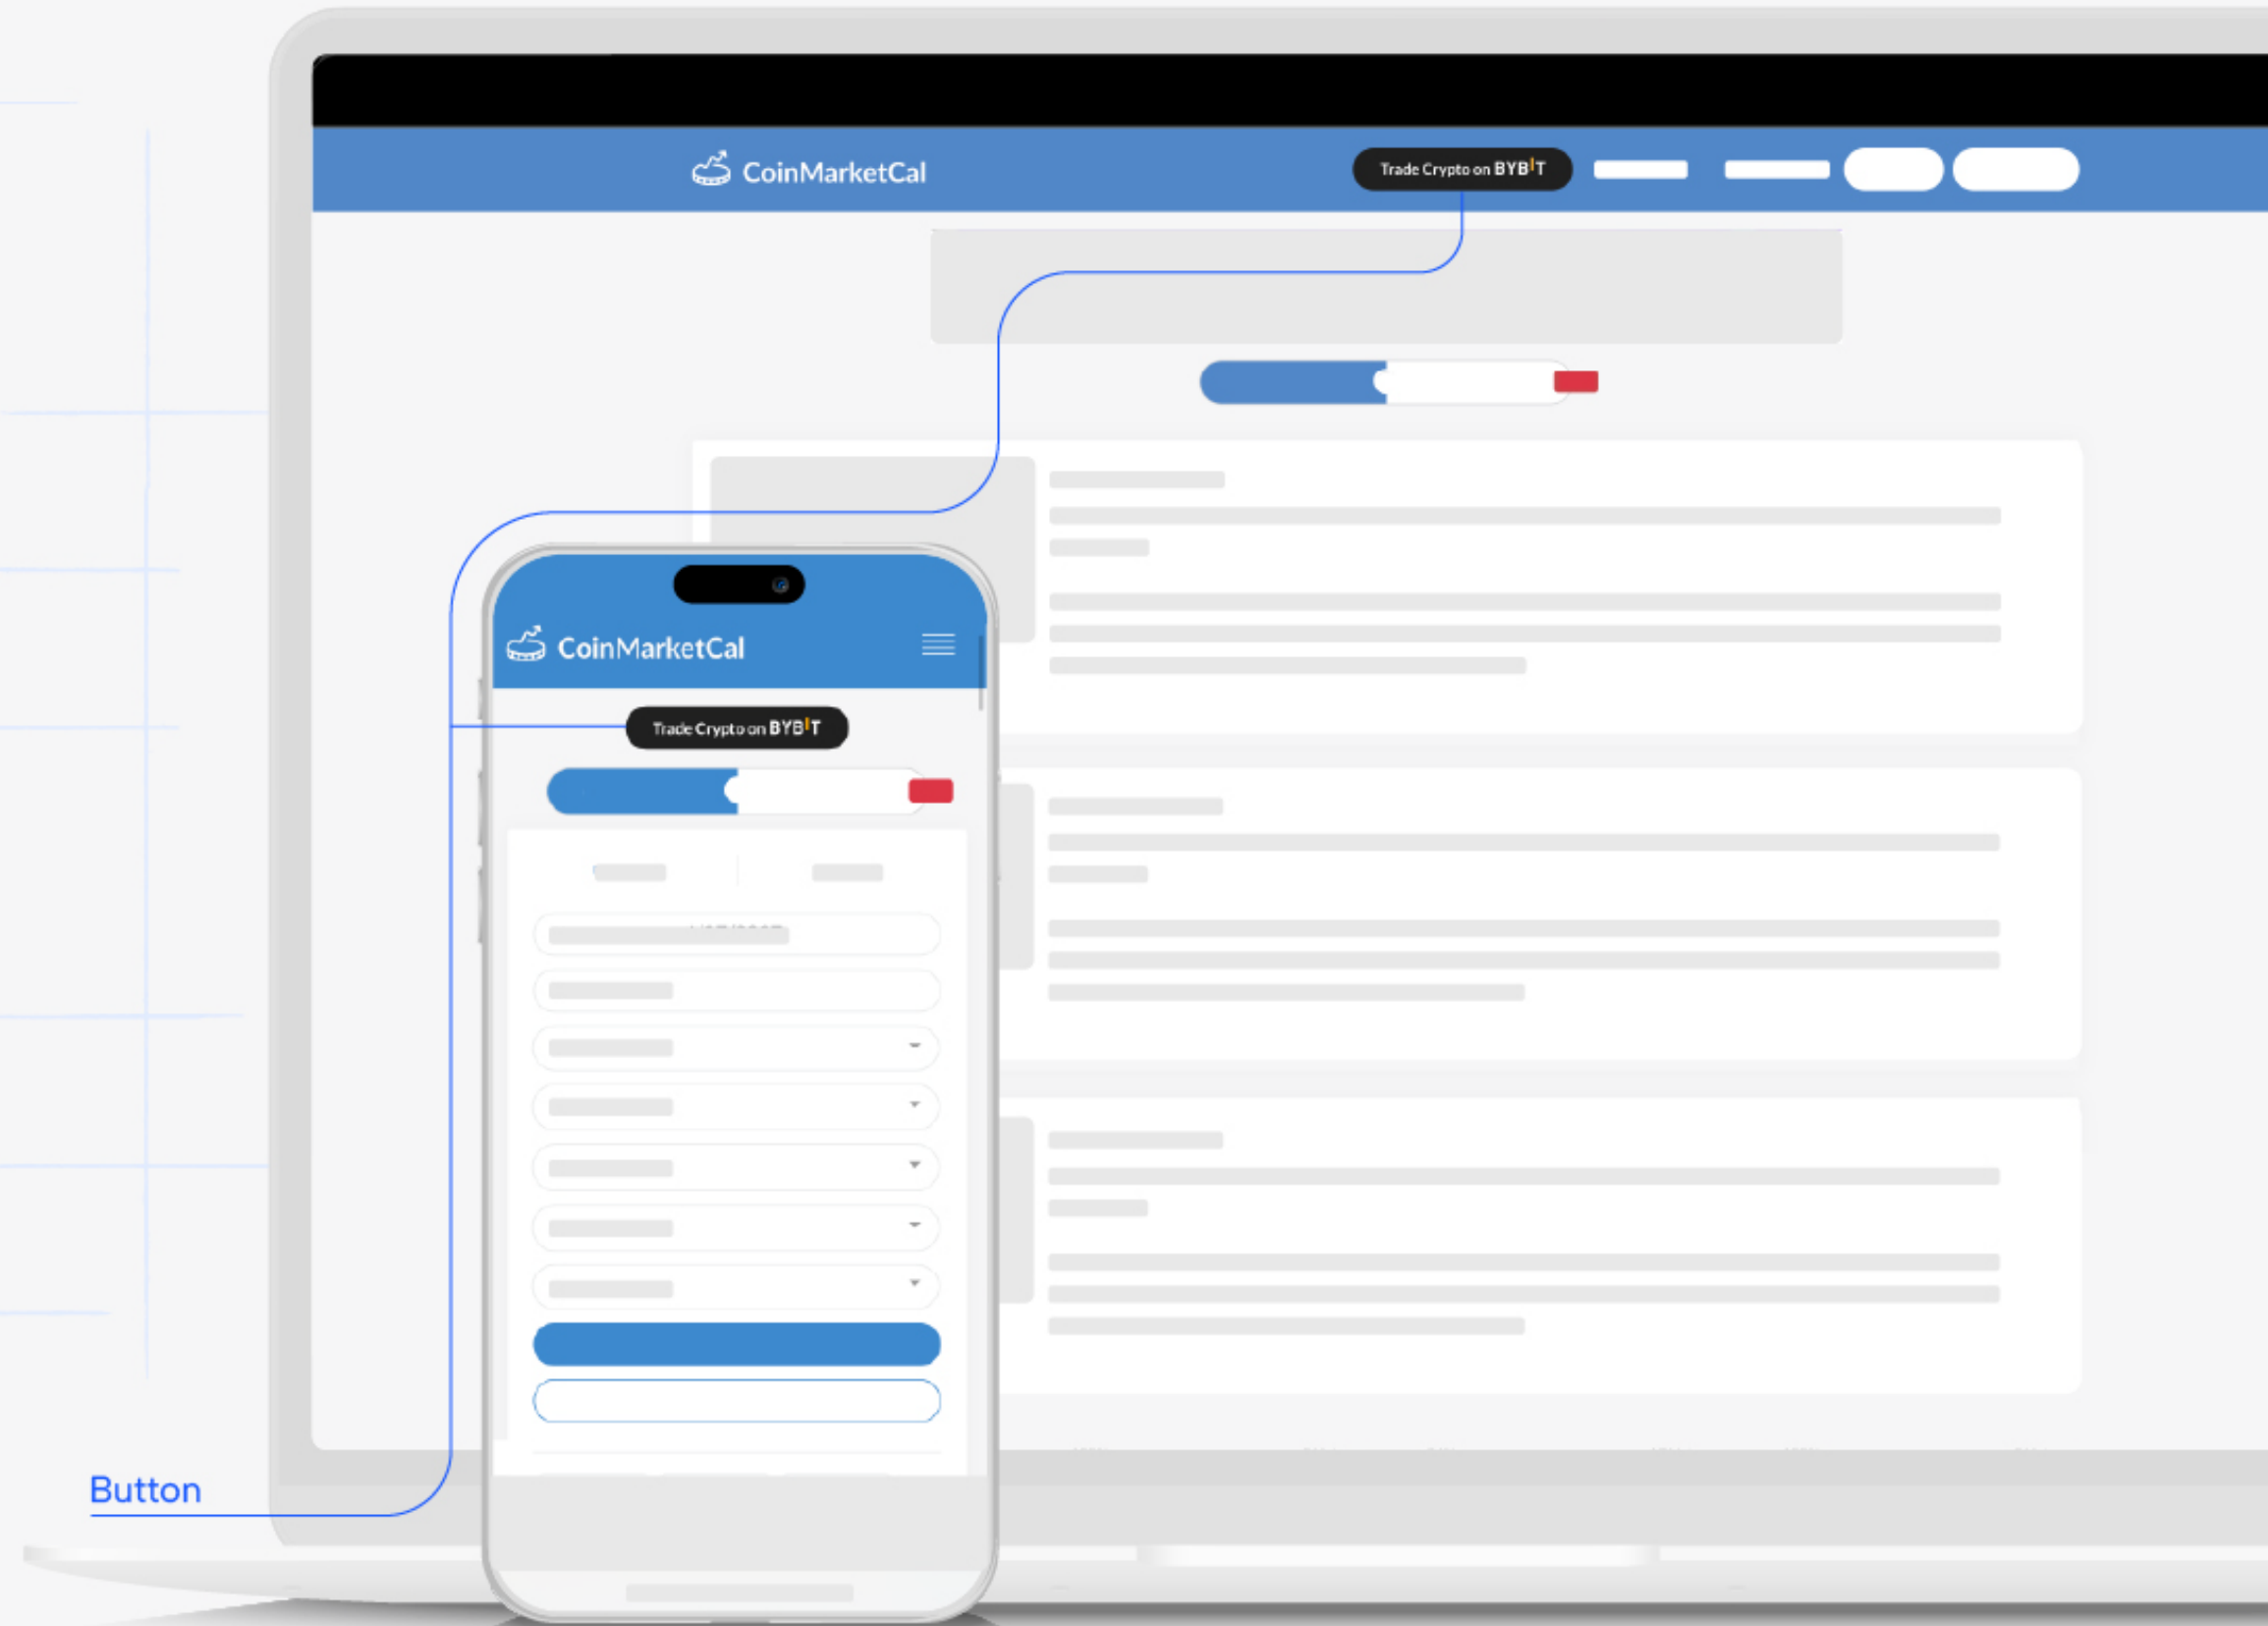 CoinMarketCal
Trade Crypto on BYBIT
CoinMarketCal
Trade Crypto on BYBIT
Button